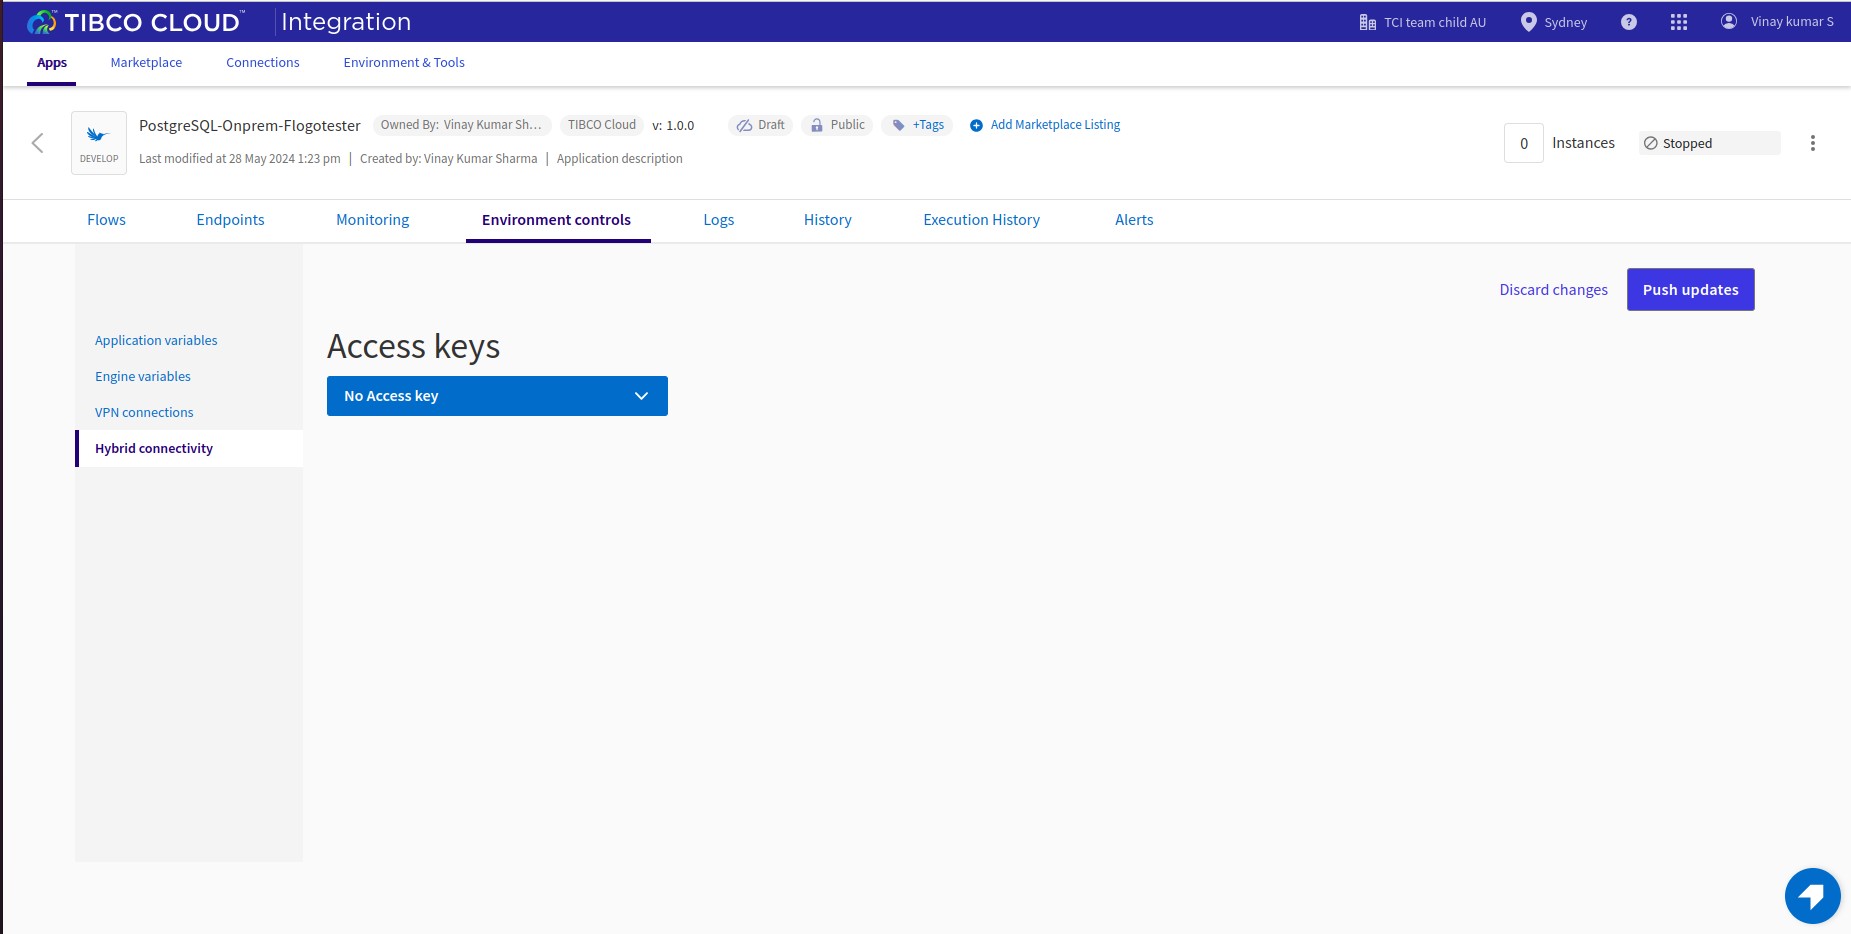 TIBCO CLOUD™ Integration TCI team child AU Sydney ? Vinay kumar S
Apps Marketplace Connections Environment & Tools
PostgreSQL-Onprem-Flogotester Owned By: Vinay Kumar Sh... TIBCO Cloud v: 1.0.0 Draft Public +Tags Add Marketplace Listing
DEVELOP
Last modified at 28 May 2024 1:23 pm | Created by: Vinay Kumar Sharma | Application description
0 Instances Stopped
Flows Endpoints Monitoring Environment controls Logs History Execution History Alerts
Discard changes Push updates
Application variables
Engine variables
VPN connections
Hybrid connectivity
Access keys
No Access key